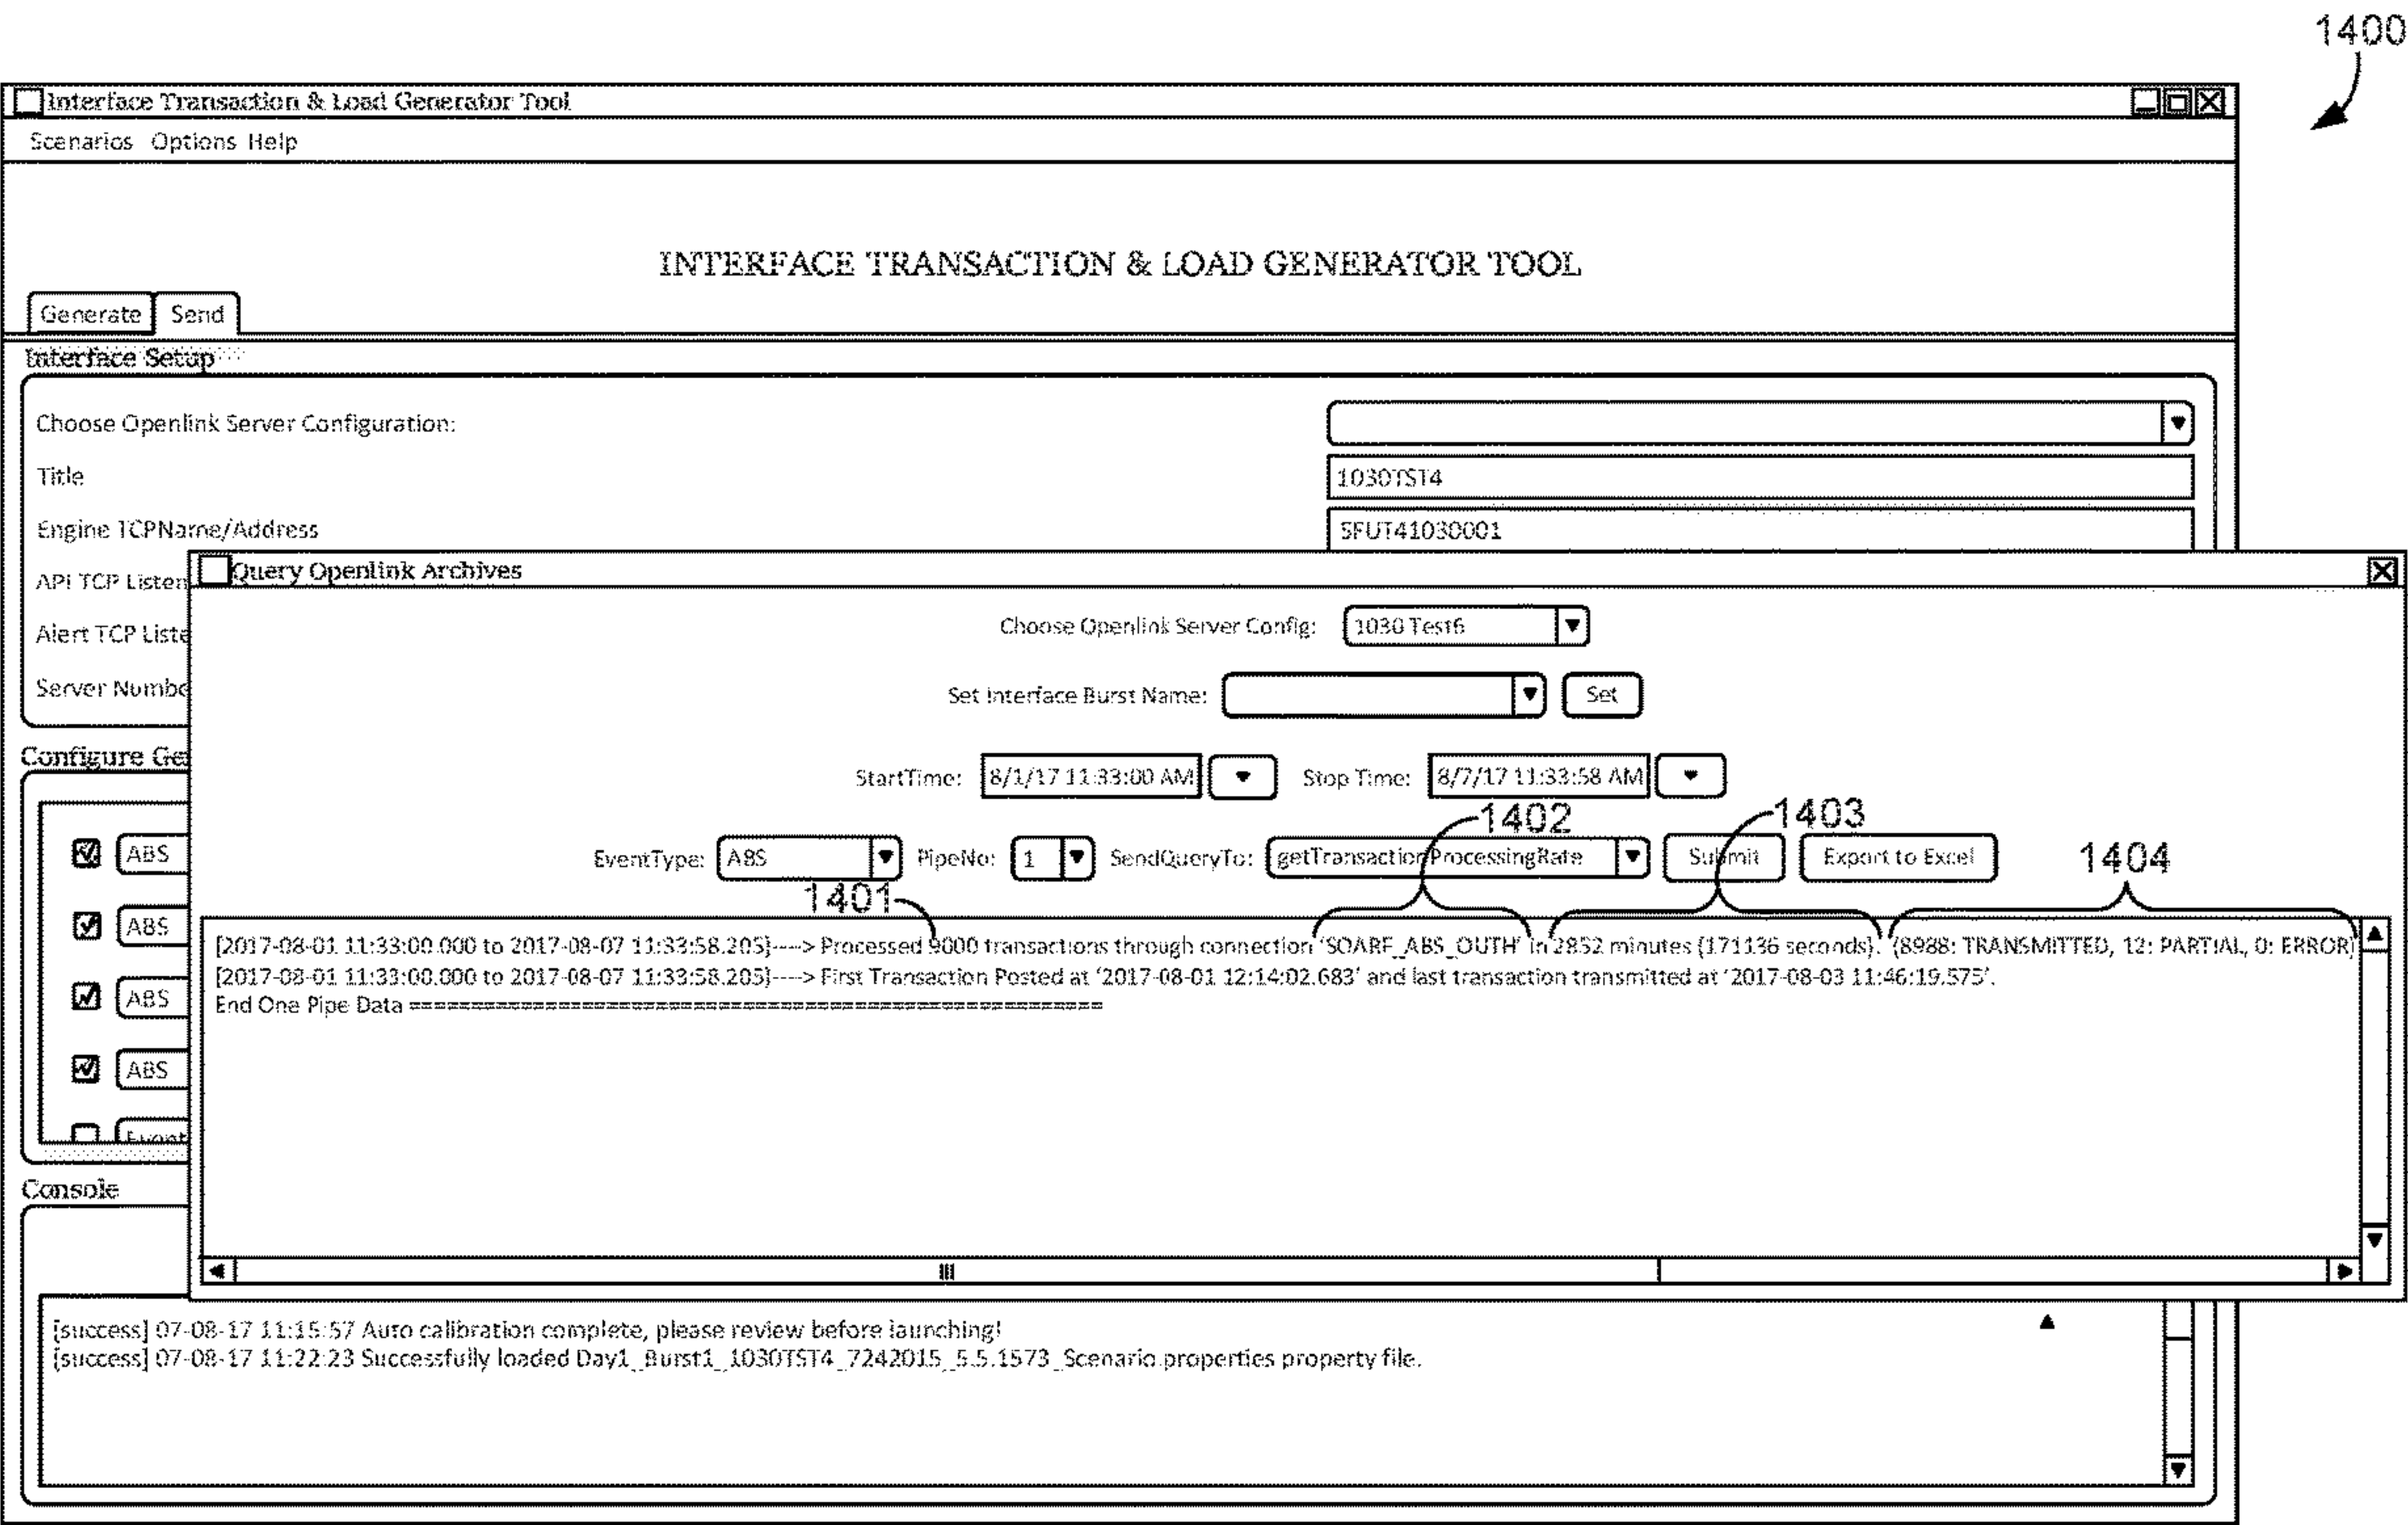 1400
Interface Transaction & Load Generator Tool
Scenarios Options Help
INTERFACE TRANSACTION & LOAD GENERATOR TOOL
Generate Send
Interface Setup
Choose Openlink Server Configuration:
Title 1030TST4
Engine TCPName/Address SFUT41030001
API TCP Listen
Alert TCP Liste
Server Numbe
Query Openlink Archives
Choose Openlink Server Config: 1030 Test6
Set Interface Burst Name: Set
StartTime: 8/1/17 11:33:00 AM Stop Time: 8/7/17 11:33:58 AM
1402 1403
EventType: ABS PipeNo: 1 SendQueryTo: getTransactionProcessingRate Submit Export to Excel 1404
1401
[2017-08-01 11:33:00.000 to 2017-08-07 11:33:58.205]----> Processed 9000 transactions through connection 'SOARF_ABS_OUTH' in 2852 minutes (171136 seconds). (8988: TRANSMITTED, 12: PARTIAL, 0: ERROR)
[2017-08-01 11:33:00.000 to 2017-08-07 11:33:58.205]----> First Transaction Posted at '2017-08-01 12:14:02.683' and last transaction transmitted at '2017-08-03 11:46:19.575'.
End One Pipe Data ========================================================
Configure Ge
ABS
ABS
ABS
ABS
Event
Console
[success] 07-08-17 11:15:57 Auto calibration complete, please review before launching!
[success] 07-08-17 11:22:23 Successfully loaded Day1_Burst1_1030TST4_7242015_5.5.1573_Scenario.properties property file.